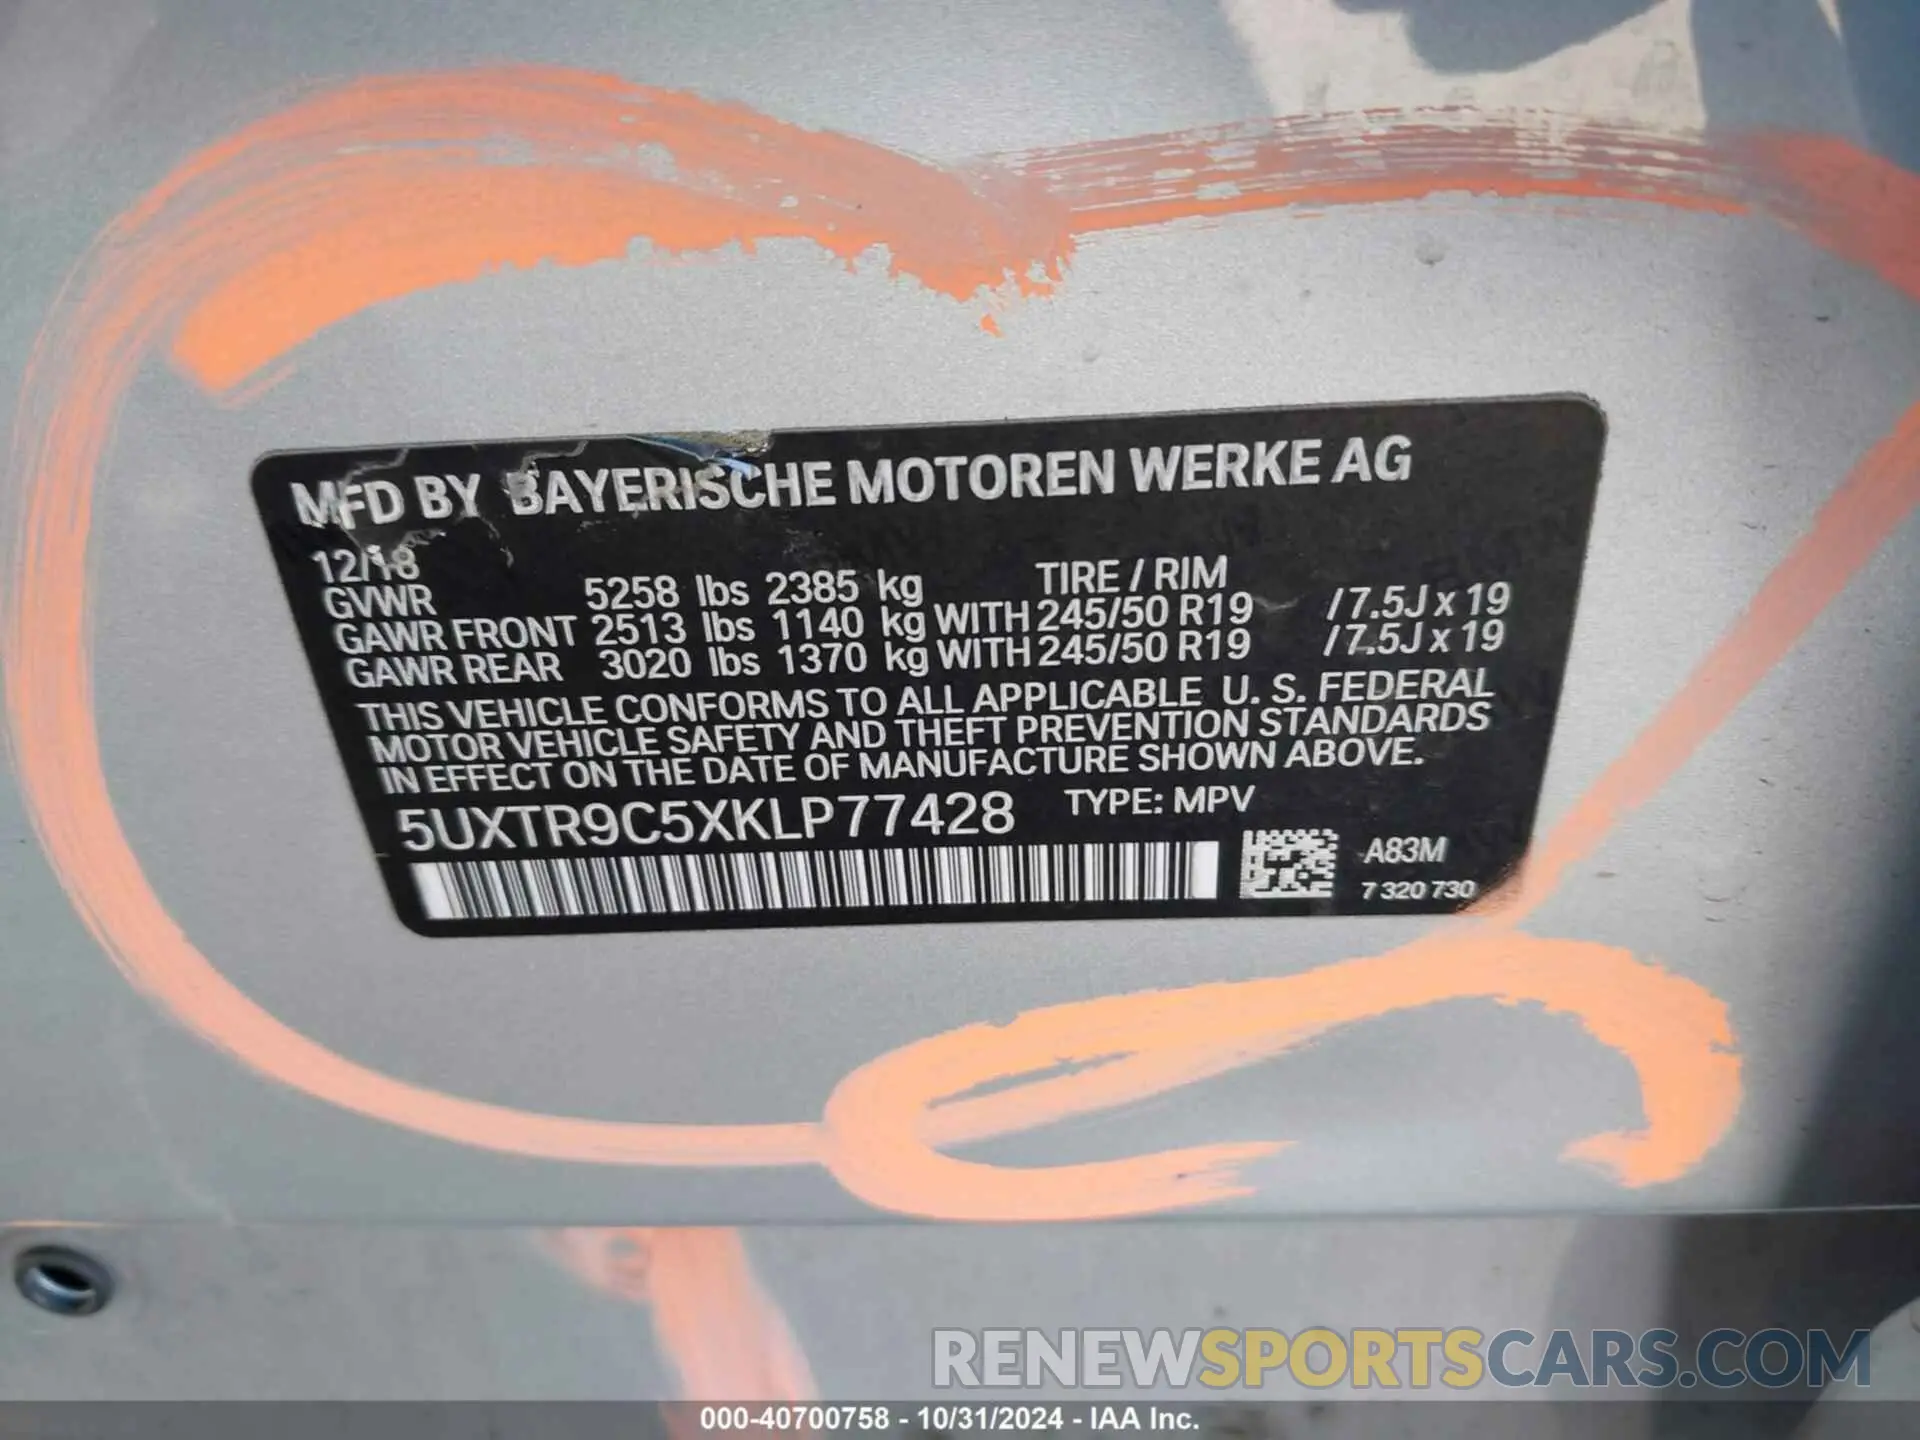 MFD BY BAYERISCHE MOTOREN WERKE AG
12/18
GVWR 5258 lbs 2385 kg TIRE / RIM
GAWR FRONT 2513 lbs 1140 kg WITH 245/50 R19 / 7.5J x 19
GAWR REAR 3020 lbs 1370 kg WITH 245/50 R19 / 7.5J x 19
THIS VEHICLE CONFORMS TO ALL APPLICABLE U. S. FEDERAL
MOTOR VEHICLE SAFETY AND THEFT PREVENTION STANDARDS
IN EFFECT ON THE DATE OF MANUFACTURE SHOWN ABOVE.
5UXTR9C5XKLP77428 TYPE: MPV
A83M
7 320 730
RENEWSPORTSCARS.COM
000-40700758 - 10/31/2024 - IAA Inc.